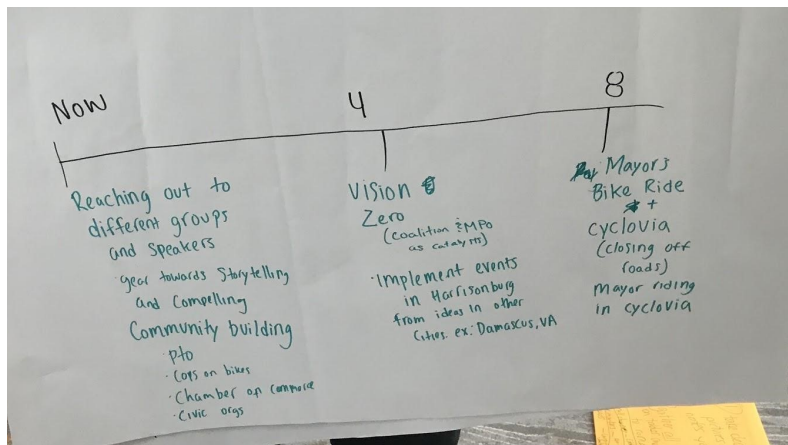 Now
4
8
Reaching out to
different groups
and Speakers
gear towards Storytelling
and Compelling
Community building
· pto
· Cops on bikes
· Chamber of commerce
· Civic orgs
Vision
Zero
(coalition & MPO
as catalysts)
· Implement events
in Harrisonburg
from ideas in other
Cities. ex: Damascus, VA
Mayors
Bike Ride
+
cyclovia
(closing off
roads)
Mayor riding
in cyclovia